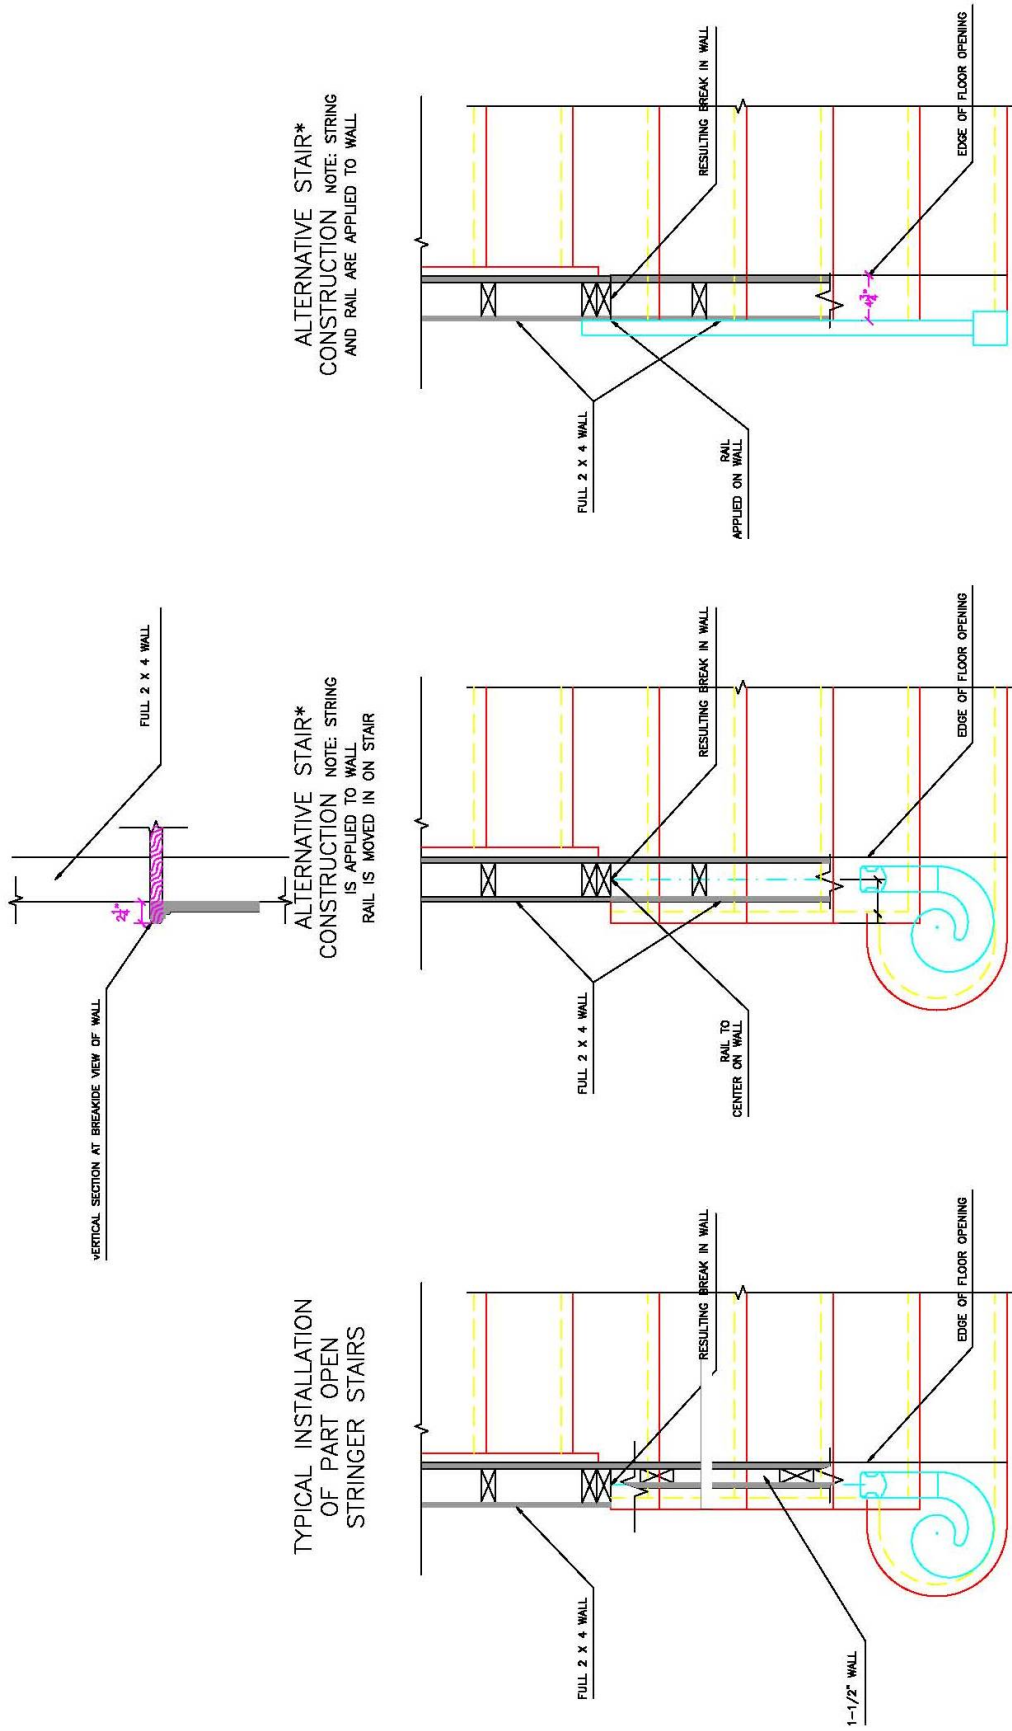 VERTICAL SECTION AT BREAKIDE VIEW OF WALL
2¼"
FULL 2 X 4 WALL
TYPICAL INSTALLATION
OF PART OPEN
STRINGER STAIRS
FULL 2 X 4 WALL
RESULTING BREAK IN WALL
1-1/2" WALL
EDGE OF FLOOR OPENING
ALTERNATIVE STAIR*
CONSTRUCTION NOTE: STRING
IS APPLIED TO WALL
RAIL IS MOVED IN ON STAIR
FULL 2 X 4 WALL
RESULTING BREAK IN WALL
RAIL TO
CENTER ON WALL
EDGE OF FLOOR OPENING
ALTERNATIVE STAIR*
CONSTRUCTION NOTE: STRING
AND RAIL ARE APPLIED TO WALL
FULL 2 X 4 WALL
RESULTING BREAK IN WALL
RAIL
APPLIED ON WALL
4¾"
EDGE OF FLOOR OPENING